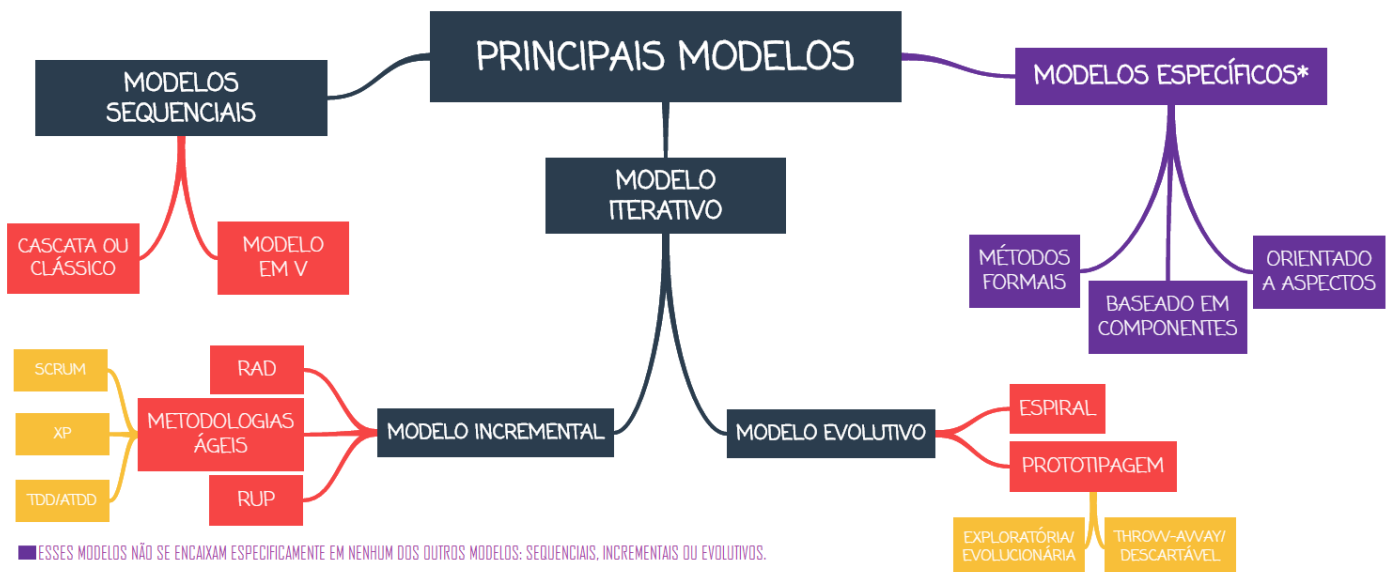 PRINCIPAIS MODELOS
MODELOS
SEQUENCIAIS
MODELOS ESPECÍFICOS*
MODELO
ITERATIVO
CASCATA OU
CLÁSSICO
MODELO
EM V
MÉTODOS
FORMAIS
BASEADO EM
COMPONENTES
ORIENTADO
A ASPECTOS
SCRUM
XP
TDD/ATDD
RAD
METODOLOGIAS
ÁGEIS
RUP
MODELO INCREMENTAL
MODELO EVOLUTIVO
ESPIRAL
PROTOTIPAGEM
EXPLORATÓRIA/
EVOLUCIONÁRIA
THROW-AWAY/
DESCARTÁVEL
ESSES MODELOS NÃO SE ENCAIXAM ESPECIFICAMENTE EM NENHUM DOS OUTROS MODELOS: SEQUENCIAIS, INCREMENTAIS OU EVOLUTIVOS.